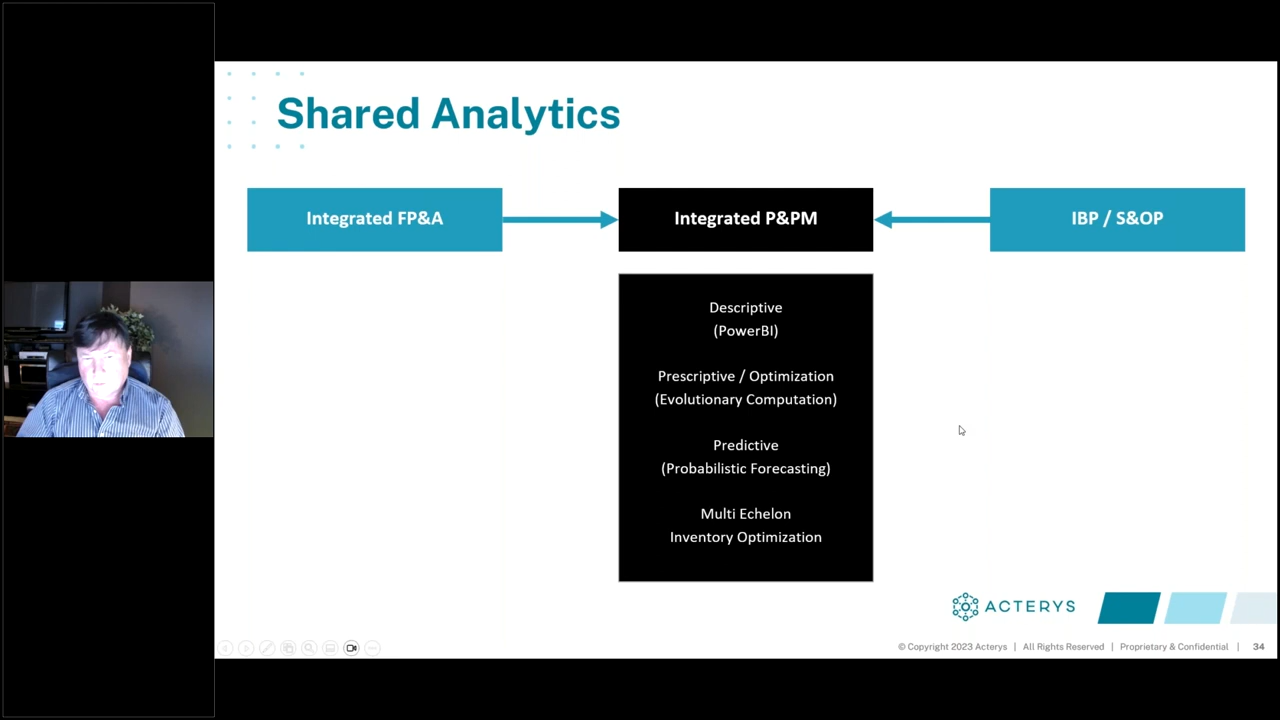 Shared Analytics
Integrated FP&A
Integrated P&PM
IBP / S&OP
Descriptive
(PowerBI)
Prescriptive / Optimization
(Evolutionary Computation)
Predictive
(Probabilistic Forecasting)
Multi Echelon
Inventory Optimization
ACTERYS
© Copyright 2023 Acterys | All Rights Reserved | Proprietary & Confidential | 34